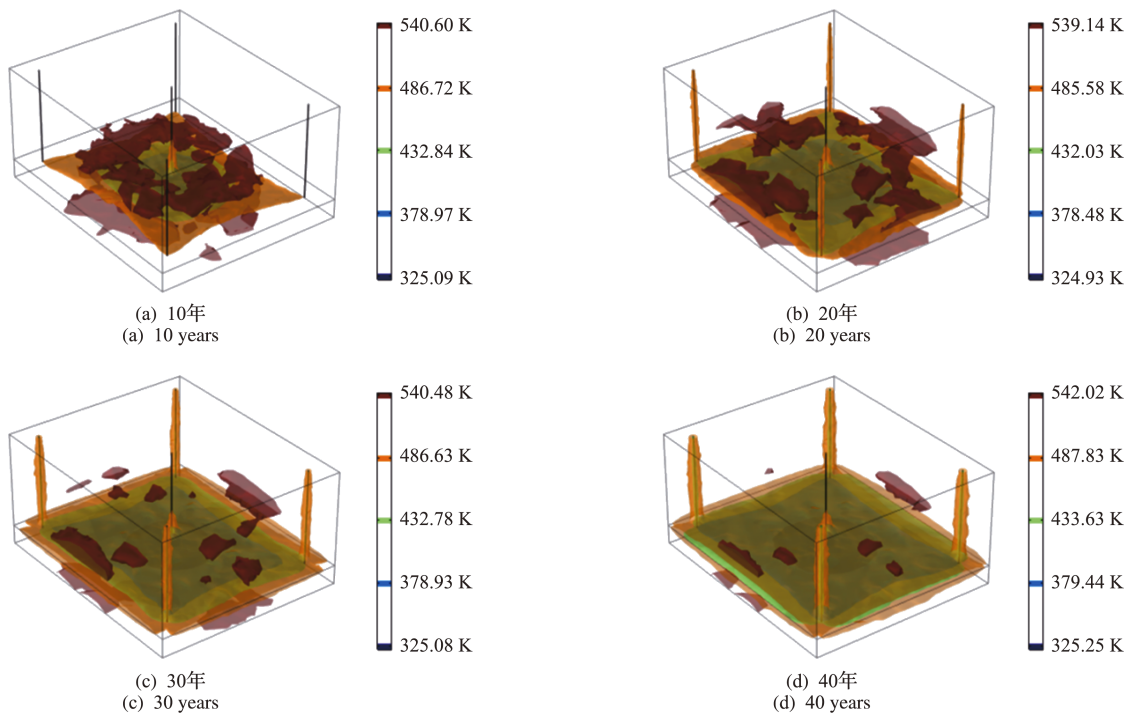 540.60 K
486.72 K
432.84 K
378.97 K
325.09 K
(a) 10年
(a) 10 years
539.14 K
485.58 K
432.03 K
378.48 K
324.93 K
(b) 20年
(b) 20 years
540.48 K
486.63 K
432.78 K
378.93 K
325.08 K
(c) 30年
(c) 30 years
542.02 K
487.83 K
433.63 K
379.44 K
325.25 K
(d) 40年
(d) 40 years